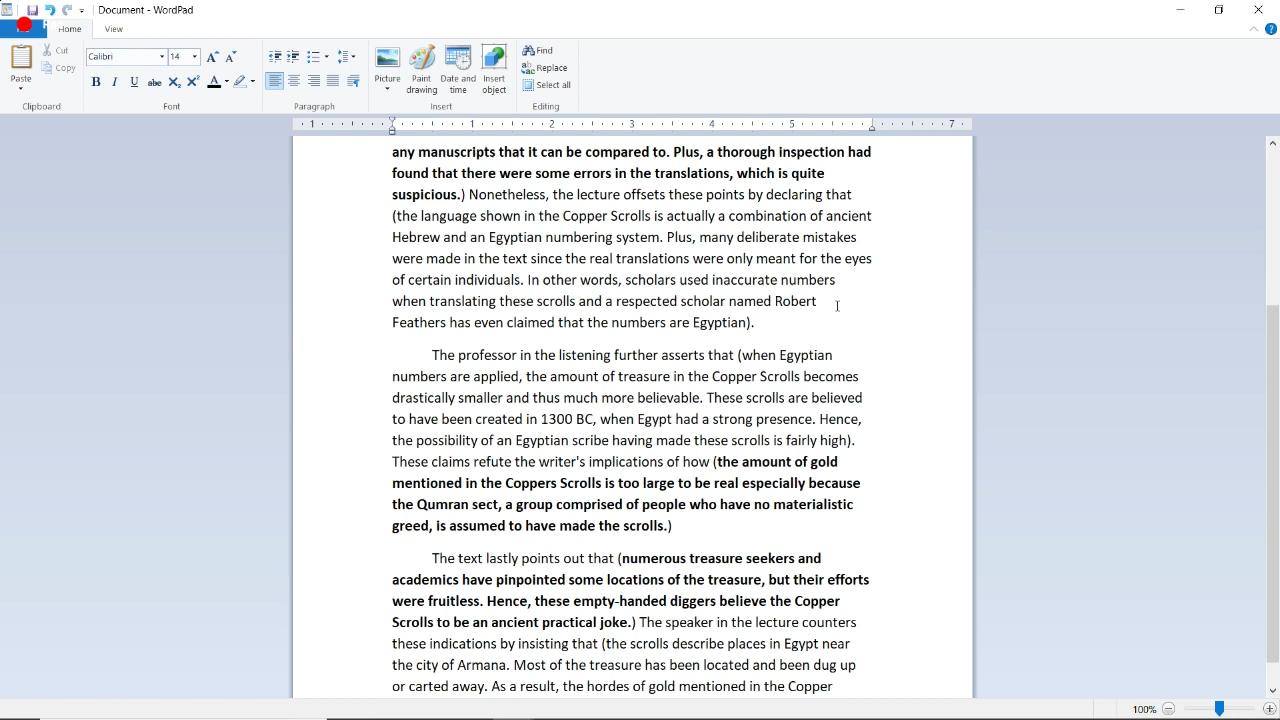 Document - WordPad
Home
View
Paste
Cut
Copy
Clipboard
Calibri
14
Font
Paragraph
Picture
Paint drawing
Date and time
Insert object
Insert
Find
Replace
Select all
Editing
1 1 2 3 4 5 7
any manuscripts that it can be compared to. Plus, a thorough inspection had
found that there were some errors in the translations, which is quite
suspicious.) Nonetheless, the lecture offsets these points by declaring that
(the language shown in the Copper Scrolls is actually a combination of ancient
Hebrew and an Egyptian numbering system. Plus, many deliberate mistakes
were made in the text since the real translations were only meant for the eyes
of certain individuals. In other words, scholars used inaccurate numbers
when translating these scrolls and a respected scholar named Robert
Feathers has even claimed that the numbers are Egyptian).
The professor in the listening further asserts that (when Egyptian
numbers are applied, the amount of treasure in the Copper Scrolls becomes
drastically smaller and thus much more believable. These scrolls are believed
to have been created in 1300 BC, when Egypt had a strong presence. Hence,
the possibility of an Egyptian scribe having made these scrolls is fairly high).
These claims refute the writer's implications of how (the amount of gold
mentioned in the Coppers Scrolls is too large to be real especially because
the Qumran sect, a group comprised of people who have no materialistic
greed, is assumed to have made the scrolls.)
The text lastly points out that (numerous treasure seekers and
academics have pinpointed some locations of the treasure, but their efforts
were fruitless. Hence, these empty-handed diggers believe the Copper
Scrolls to be an ancient practical joke.) The speaker in the lecture counters
these indications by insisting that (the scrolls describe places in Egypt near
the city of Armana. Most of the treasure has been located and been dug up
or carted away. As a result, the hordes of gold mentioned in the Copper
100%